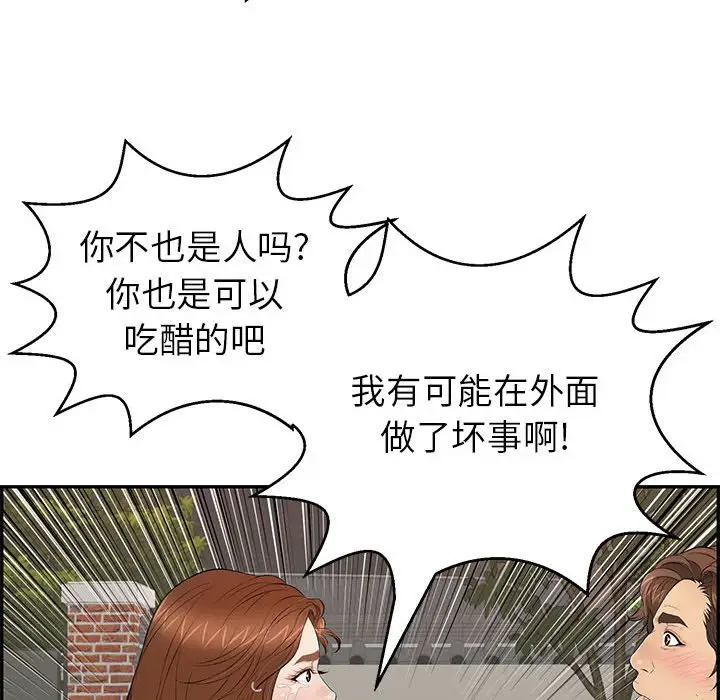 你不也是人吗?
你也是可以
吃醋的吧
我有可能在外面
做了坏事啊!